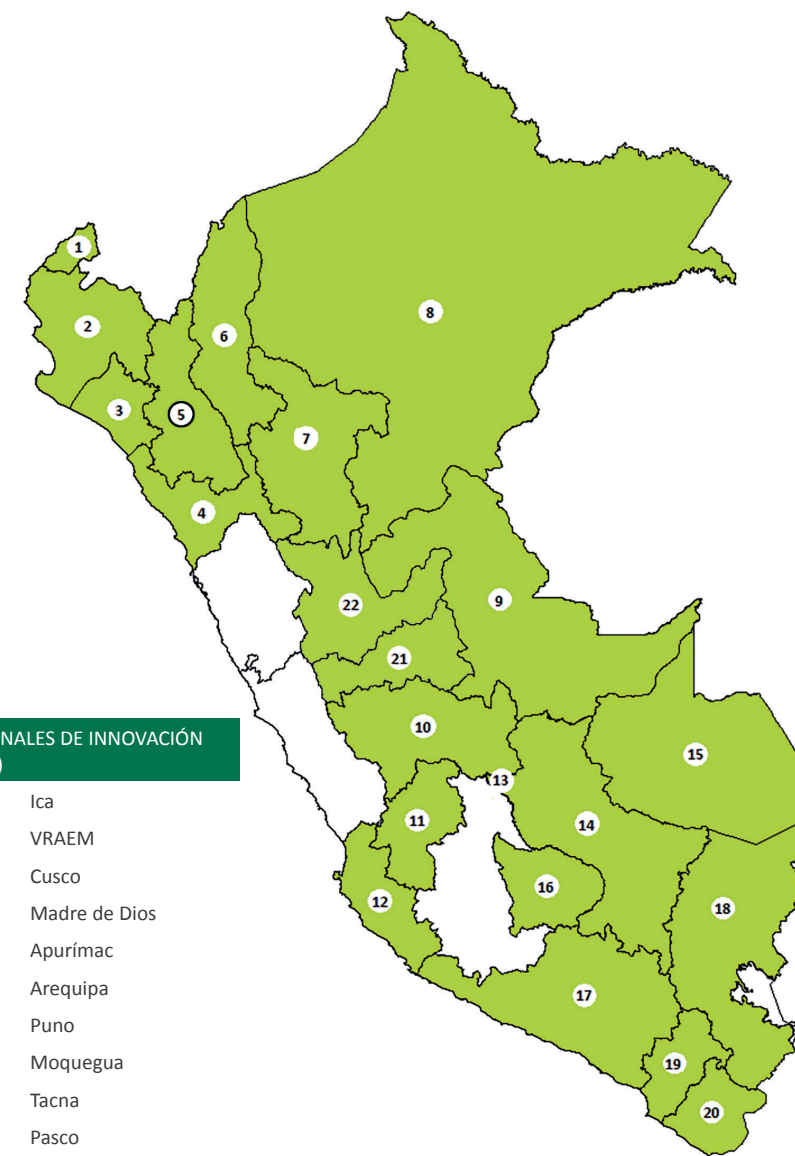 1
2
6
8
3
5
7
4
9
22
21
10
15
13
11
14
16
12
18
17
19
20
NALES DE INNOVACIÓN
)
Ica
VRAEM
Cusco
Madre de Dios
Apurímac
Arequipa
Puno
Moquegua
Tacna
Pasco